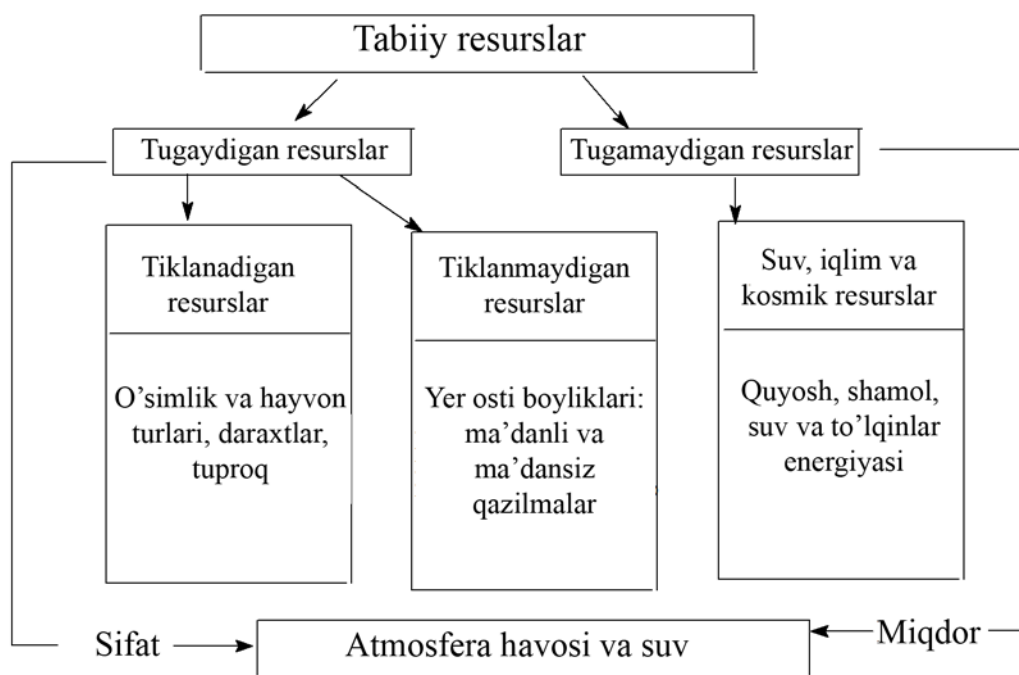 Tabiiy resurslar
Tugaydigan resurslar
Tugamaydigan resurslar
Tiklanadigan
resurslar
O’simlik va hayvon
turlari, daraxtlar,
tuproq
Tiklanmaydigan
resurslar
Yer osti boyliklari:
ma’danli va
ma’dansiz
qazilmalar
Suv, iqlim va
kosmik resurslar
Quyosh, shamol,
suv va to’lqinlar
energiyasi
Sifat
Atmosfera havosi va suv
Miqdor